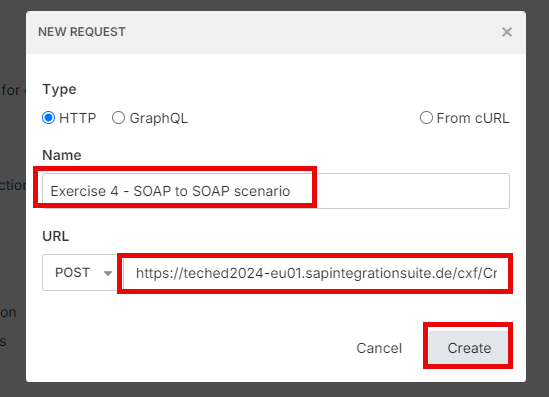 NEW REQUEST ×
for
Type
HTTP GraphQL From cURL
Name
ction
Exercise 4 - SOAP to SOAP scenario
URL
POST https://teched2024-eu01.sapintegrationsuite.de/cxf/Cr
on
s
Cancel Create